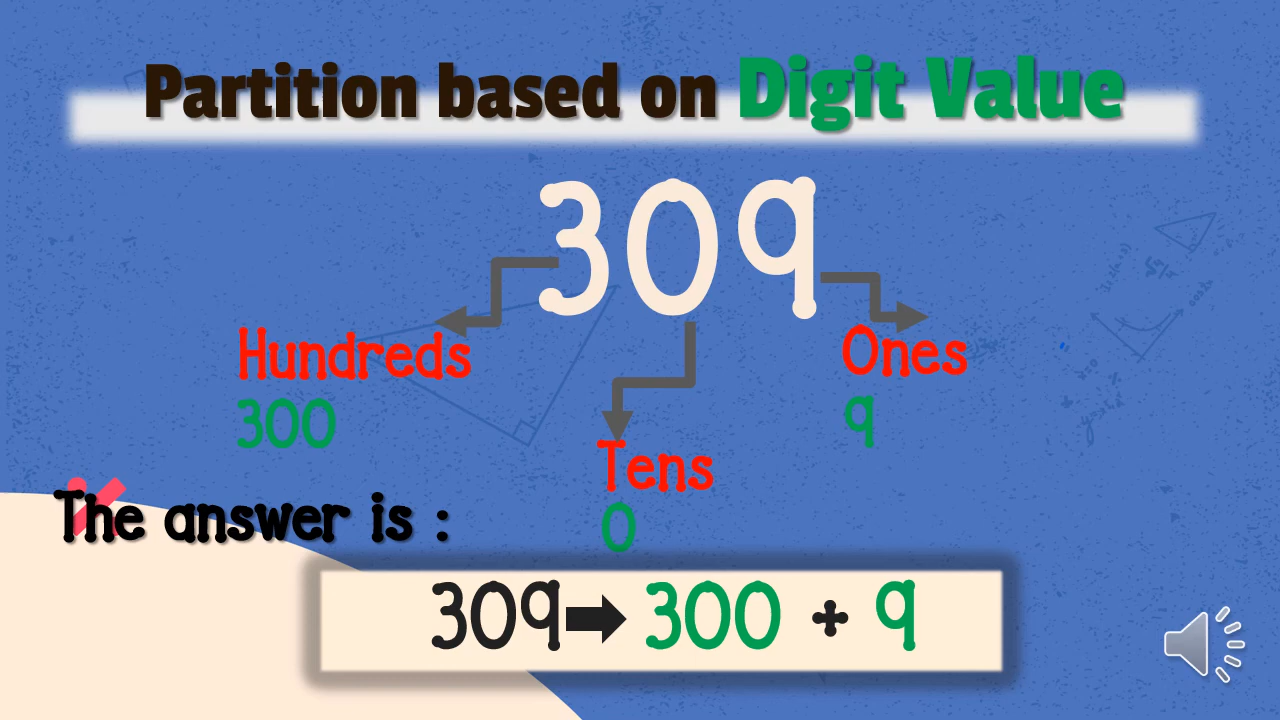 Partition based on Digit Value
309
Hundreds
300
Tens
0
Ones
9
The answer is :
309 ➡ 300 + 9